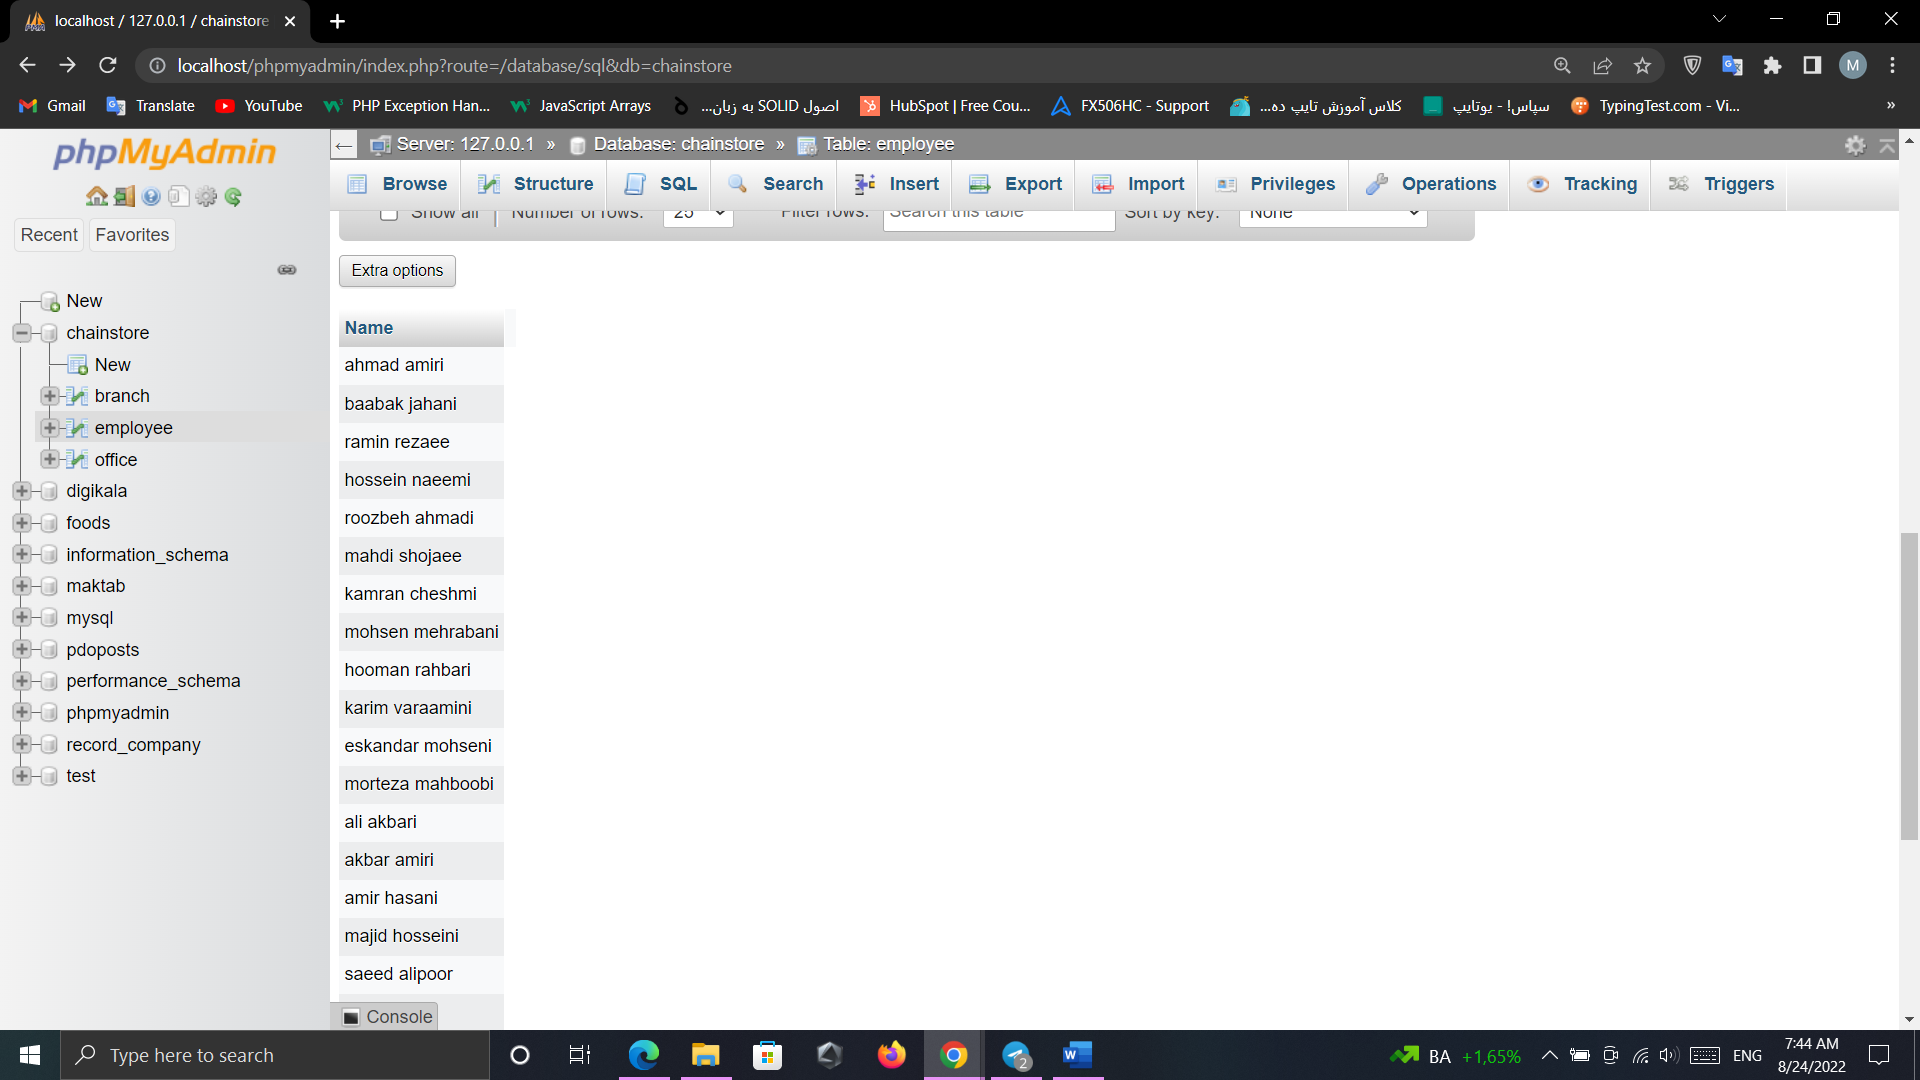 localhost / 127.0.0.1 / chainstore
localhost/phpmyadmin/index.php?route=/database/sql&db=chainstore
M
Gmail
Translate
YouTube
PHP Exception Han...
JavaScript Arrays
اصول SOLID به زبان...
HubSpot | Free Cou...
FX506HC - Support
کلاس آموزش تایپ ده...
سپاس! - یوتایپ
TypingTest.com - Vi...
»
phpMyAdmin
Recent
Favorites
New
chainstore
New
branch
employee
office
digikala
foods
information_schema
maktab
mysql
pdoposts
performance_schema
phpmyadmin
record_company
test
Server: 127.0.0.1 » Database: chainstore » Table: employee
Browse
Structure
SQL
Search
Insert
Export
Import
Privileges
Operations
Tracking
Triggers
Show all
Number of rows:
25
Filter rows:
Search this table
Sort by key:
None
Extra options
Name
ahmad amiri
baabak jahani
ramin rezaee
hossein naeemi
roozbeh ahmadi
mahdi shojaee
kamran cheshmi
mohsen mehrabani
hooman rahbari
karim varaamini
eskandar mohseni
morteza mahboobi
ali akbari
akbar amiri
amir hasani
majid hosseini
saeed alipoor
Console
Type here to search
2
BA +1,65%
ENG
7:44 AM
8/24/2022